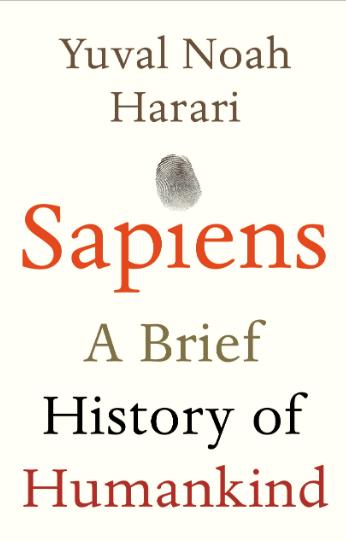 Yuval Noah
Harari
Sapiens
A Brief
History of
Humankind